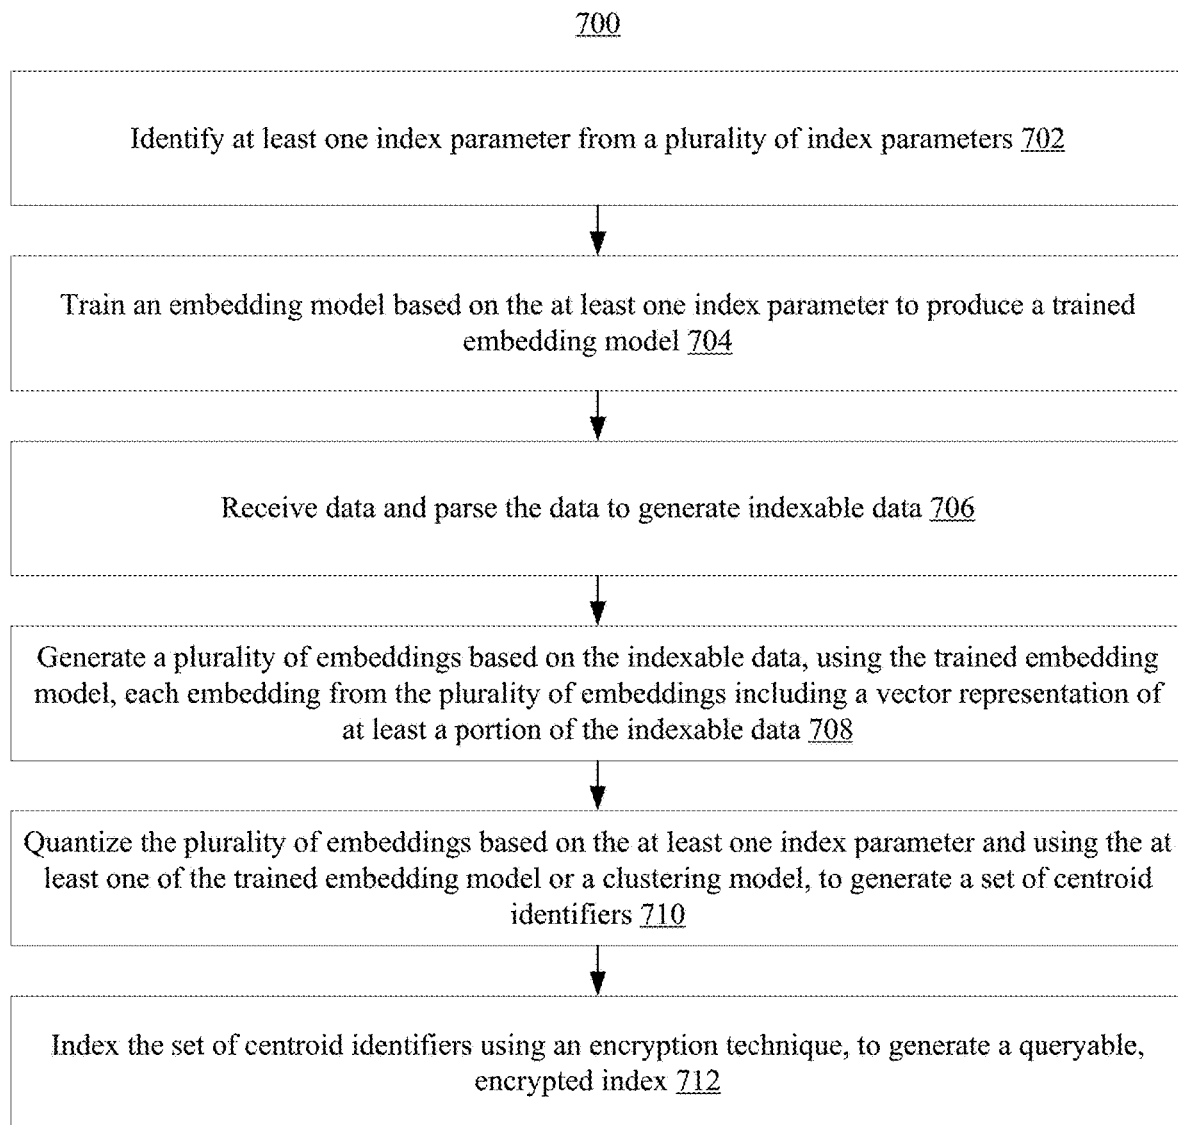 700
Identify at least one index parameter from a plurality of index parameters 702
Train an embedding model based on the at least one index parameter to produce a trained
embedding model 704
Receive data and parse the data to generate indexable data 706
Generate a plurality of embeddings based on the indexable data, using the trained embedding
model, each embedding from the plurality of embeddings including a vector representation of
at least a portion of the indexable data 708
Quantize the plurality of embeddings based on the at least one index parameter and using the at
least one of the trained embedding model or a clustering model, to generate a set of centroid
identifiers 710
Index the set of centroid identifiers using an encryption technique, to generate a queryable,
encrypted index 712